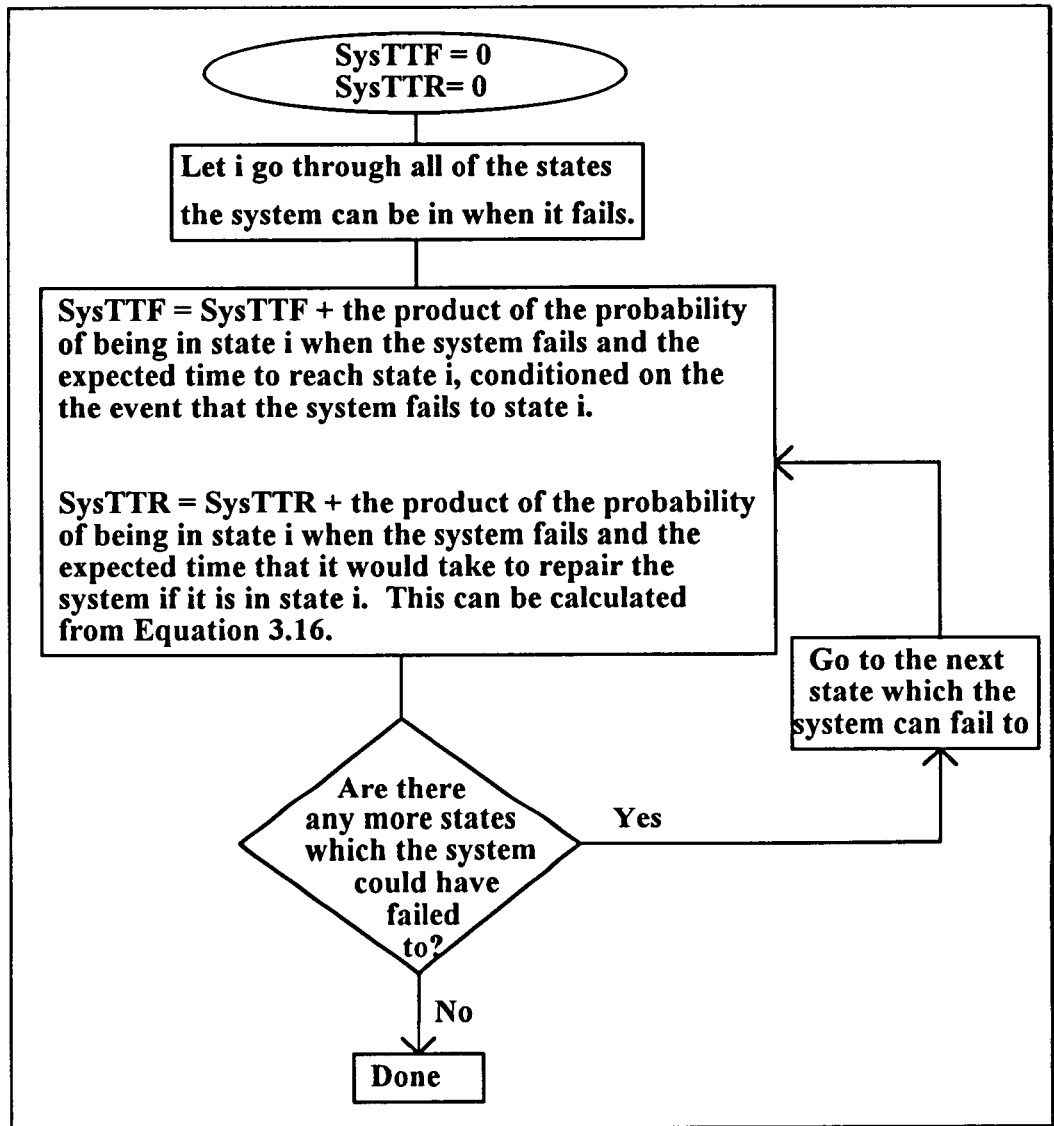 SysTTF = 0
SysTTR= 0
Let i go through all of the states
the system can be in when it fails.
SysTTF = SysTTF + the product of the probability
of being in state i when the system fails and the
expected time to reach state i, conditioned on the
the event that the system fails to state i.
SysTTR = SysTTR + the product of the probability
of being in state i when the system fails and the
expected time that it would take to repair the
system if it is in state i.  This can be calculated
from Equation 3.16.
Go to the next
state which the
system can fail to
Are there
any more states
which the system
could have
failed
to?
Yes
No
Done